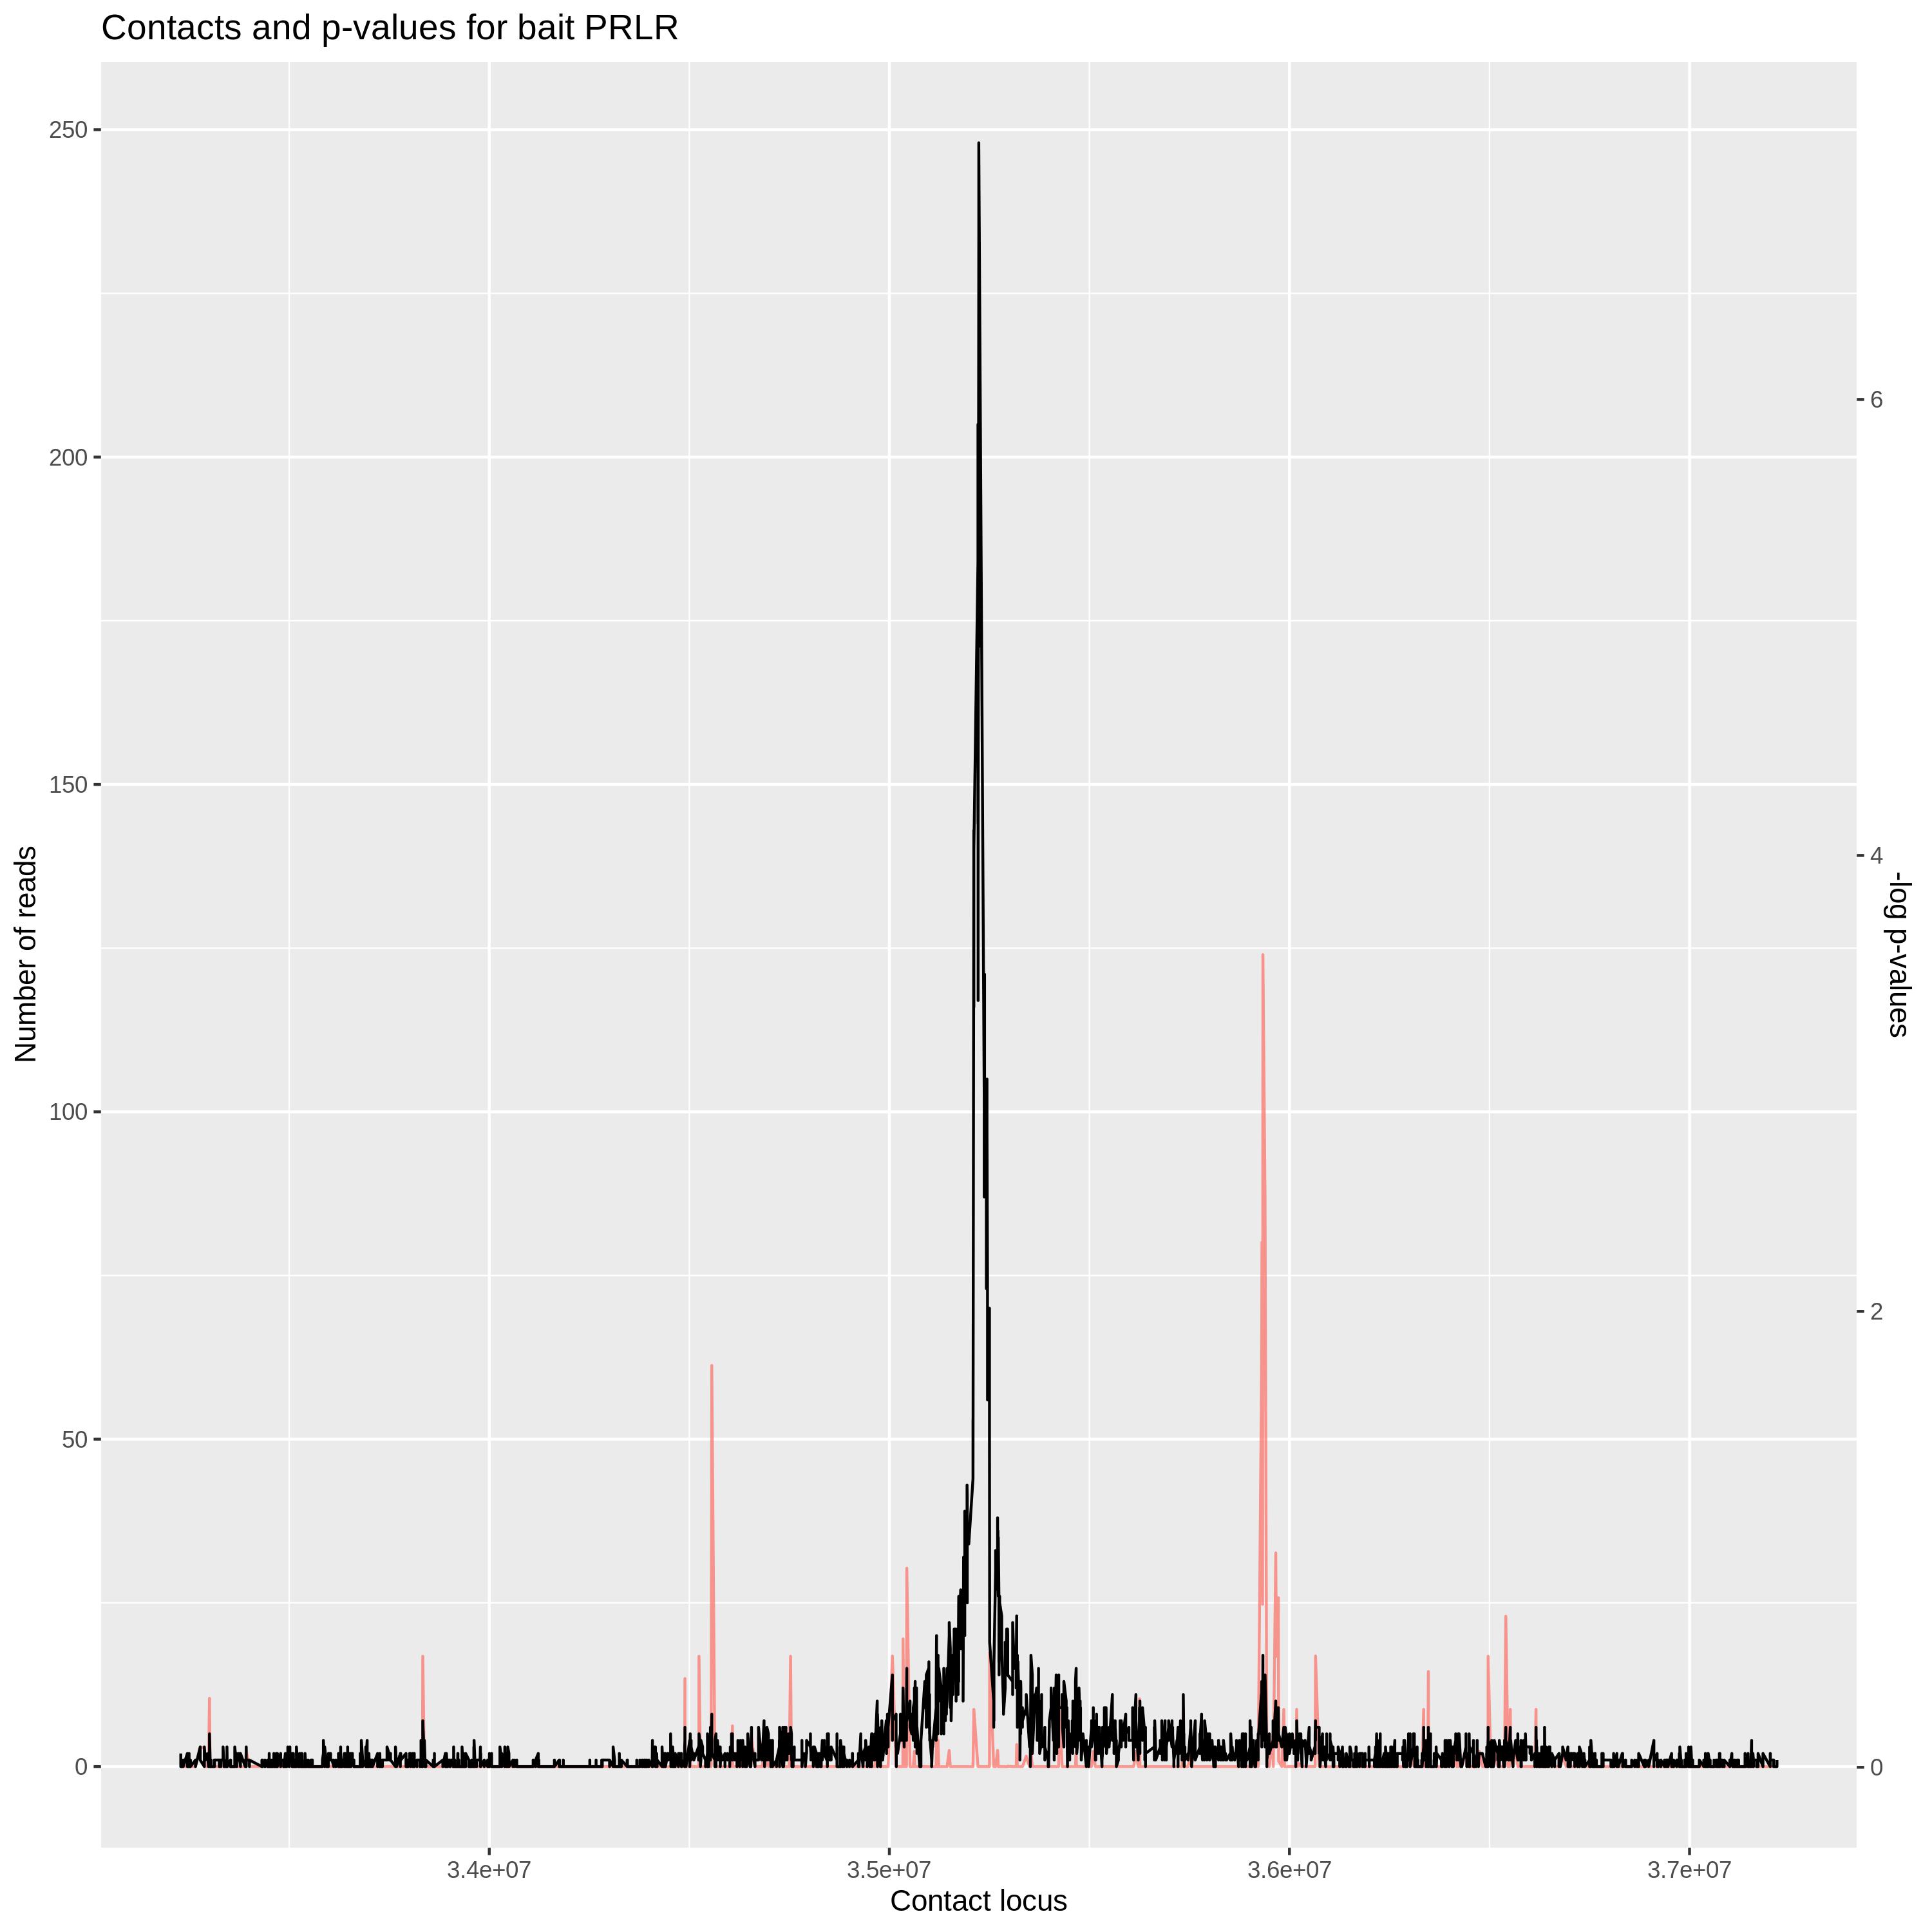 Contacts and p-values for bait PRLR
250
200
150
100
50
0
Number of reads
6
4
2
0
-log p-values
3.4e+07
3.5e+07
3.6e+07
3.7e+07
Contact locus